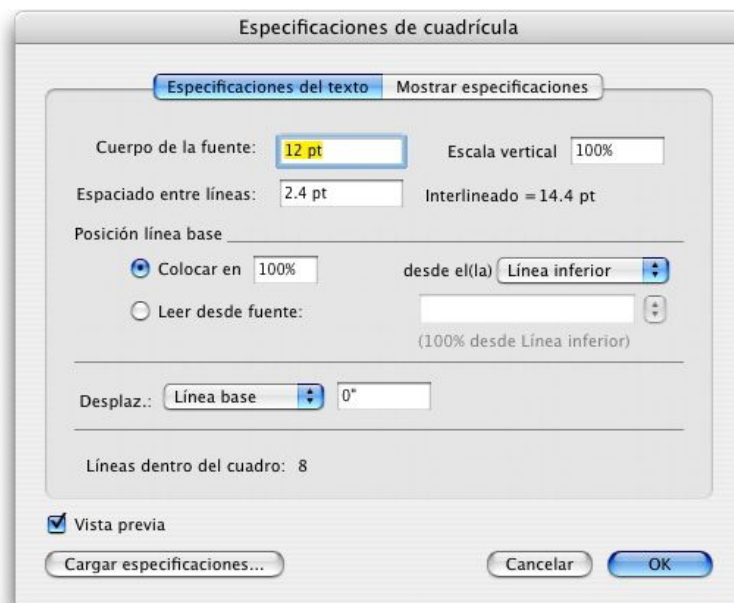 Especificaciones de cuadrícula
Especificaciones del texto Mostrar especificaciones
Cuerpo de la fuente: 12 pt Escala vertical 100%
Espaciado entre líneas: 2.4 pt Interlineado = 14.4 pt
Posición línea base
Colocar en 100% desde el(la) Línea inferior
Leer desde fuente:
(100% desde Línea inferior)
Desplaz.: Línea base 0"
Líneas dentro del cuadro: 8
Vista previa
Cargar especificaciones... Cancelar OK